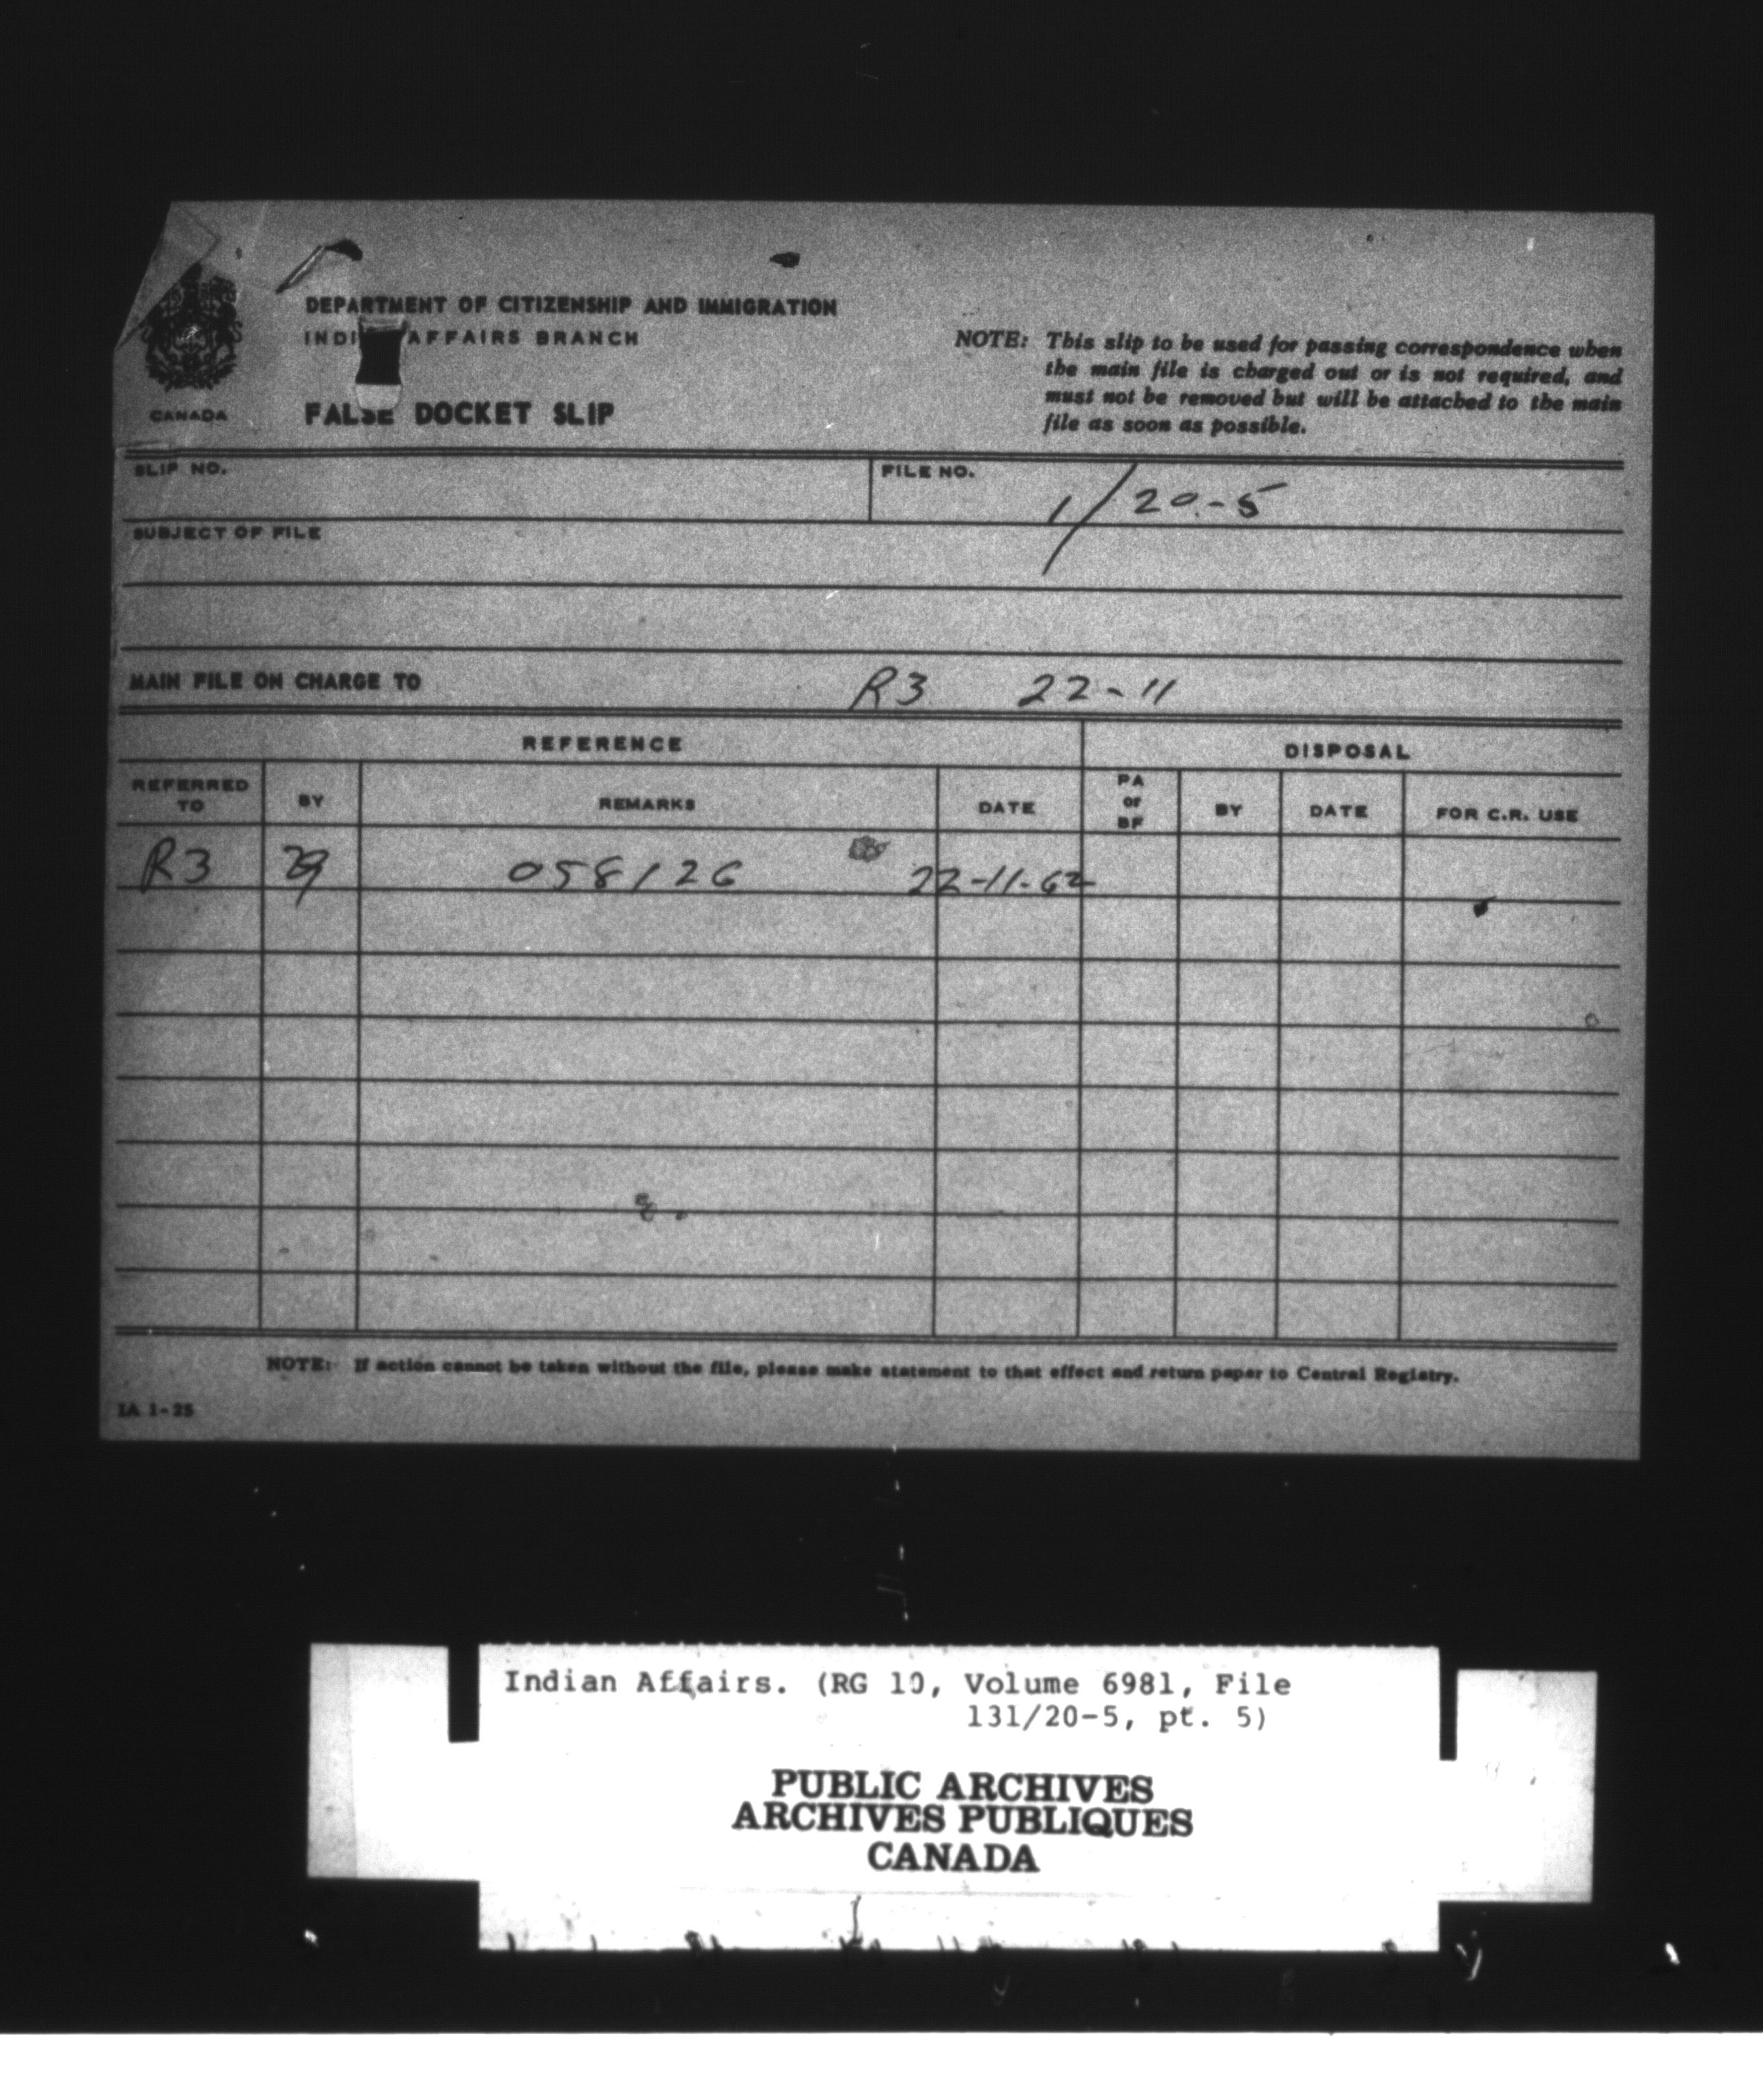 DEPARTMENT OF CITIZENSHIP AND IMMIGRATION
INDI AFFAIRS BRANCH
CANADA
FALSE DOCKET SLIP
NOTE: This slip to be used for passing correspondence when
the main file is charged out or is not required, and
must not be removed but will be attached to the main
file as soon as possible.
SLIP NO.
FILE NO. 1/20-5
SUBJECT OF FILE
MAIN FILE ON CHARGE TO R3 22-11
REFERENCE DISPOSAL
REFERRED TO BY REMARKS DATE PA or BF BY DATE FOR C.R. USE
R3 058126 22-11-62
NOTE: If action cannot be taken without the file, please make statement to that effect and return paper to Central Registry.
IA 1-25
Indian Affairs. (RG 10, Volume 6981, File
131/20-5, pt. 5)
PUBLIC ARCHIVES
ARCHIVES PUBLIQUES
CANADA